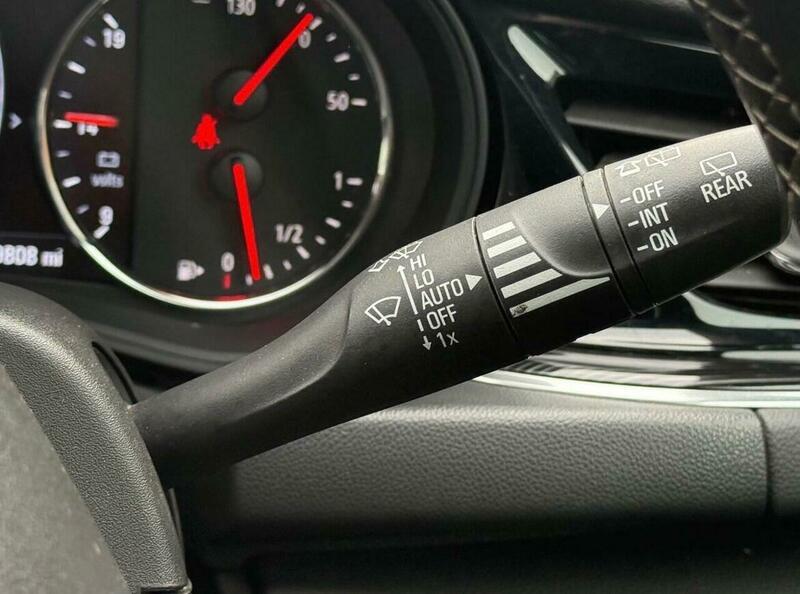 130
19
14
volts
9
0808 mi
50
1
1/2
0
HI
LO
AUTO
OFF
1x
-OFF
-INT
-ON
REAR